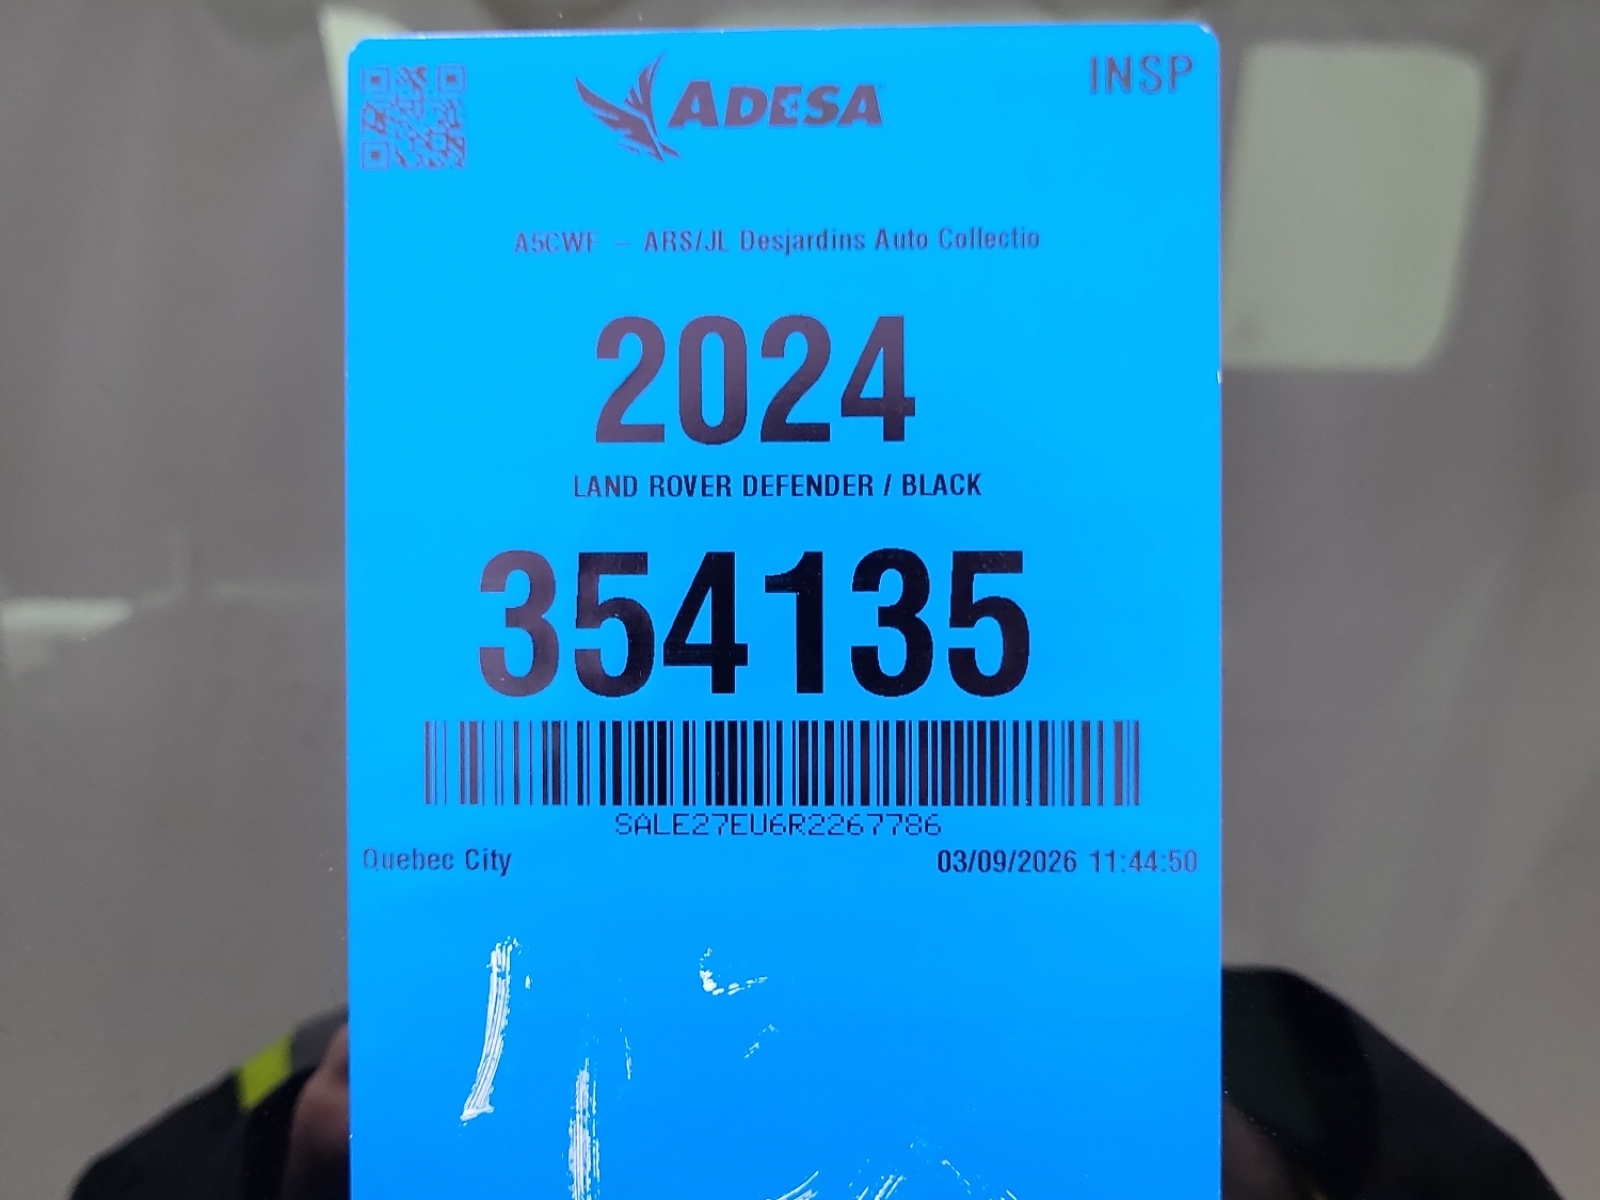 ADESA
INSP
A5CWF - ARS/JL Desjardins Auto Collectio
2024
LAND ROVER DEFENDER / BLACK
354135
SALE27EU6R2267786
Quebec City
03/09/2026 11:44:50